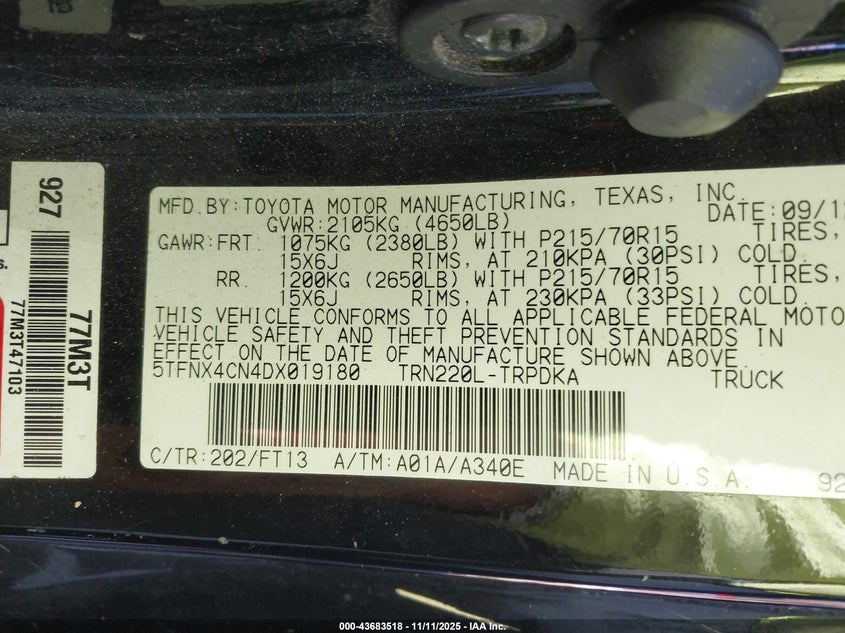 927
77M3T
77M3T47103
s.
MFD.BY:TOYOTA MOTOR MANUFACTURING, TEXAS, INC.
GVWR:2105KG (4650LB) DATE:09/12
GAWR:FRT. 1075KG (2380LB) WITH P215/70R15 TIRES,
15X6J RIMS, AT 210KPA (30PSI) COLD.
RR. 1200KG (2650LB) WITH P215/70R15 TIRES,
15X6J RIMS, AT 230KPA (33PSI) COLD.
THIS VEHICLE CONFORMS TO ALL APPLICABLE FEDERAL MOTO
VEHICLE SAFETY AND THEFT PREVENTION STANDARDS IN
EFFECT ON THE DATE OF MANUFACTURE SHOWN ABOVE.
5TFNX4CN4DX019180 TRN220L-TRPDKA TRUCK
C/TR:202/FT13 A/TM:A01A/A340E MADE IN U.S.A. 92
000-43683518 - 11/11/2025 - IAA Inc.